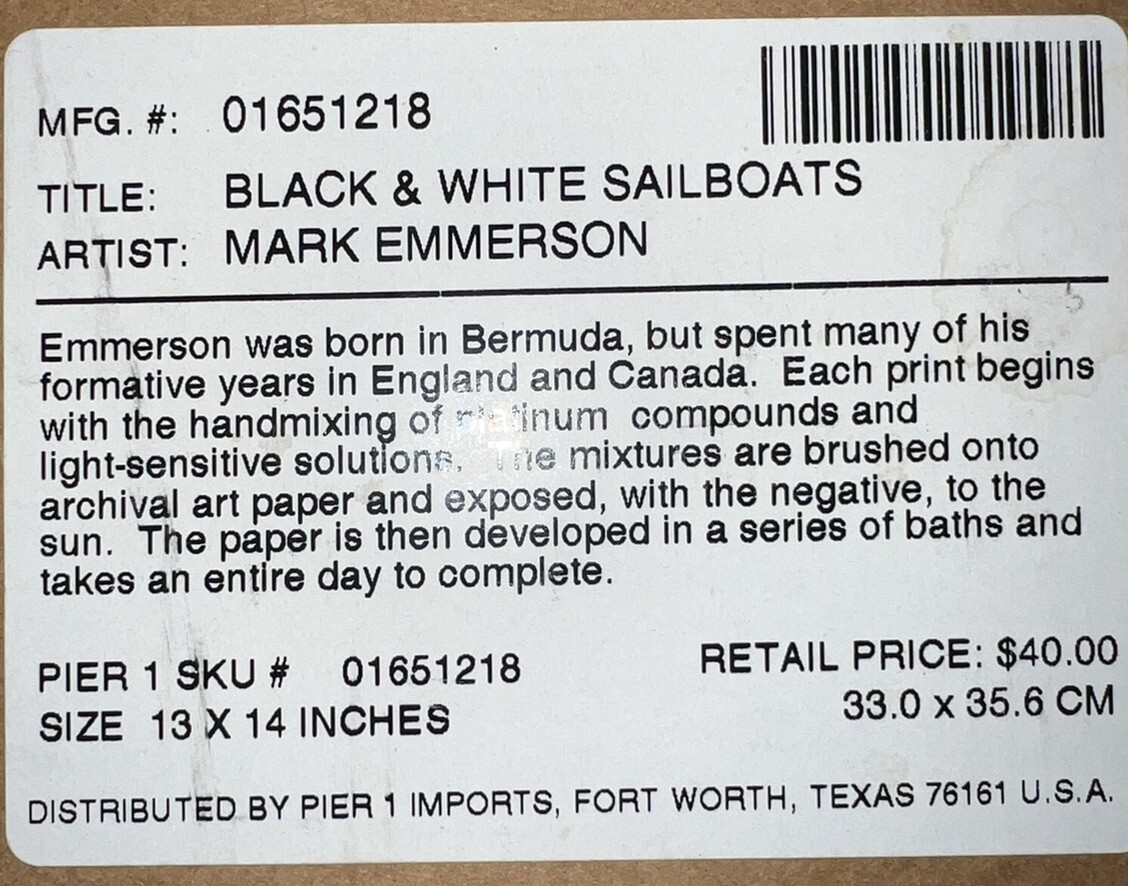 MFG. #: 01651218
TITLE: BLACK & WHITE SAILBOATS
ARTIST: MARK EMMERSON
Emmerson was born in Bermuda, but spent many of his
formative years in England and Canada. Each print begins
with the handmixing of platinum compounds and
light-sensitive solutions. The mixtures are brushed onto
archival art paper and exposed, with the negative, to the
sun. The paper is then developed in a series of baths and
takes an entire day to complete.
PIER 1 SKU # 01651218
RETAIL PRICE: $40.00
SIZE 13 X 14 INCHES
33.0 x 35.6 CM
DISTRIBUTED BY PIER 1 IMPORTS, FORT WORTH, TEXAS 76161 U.S.A.